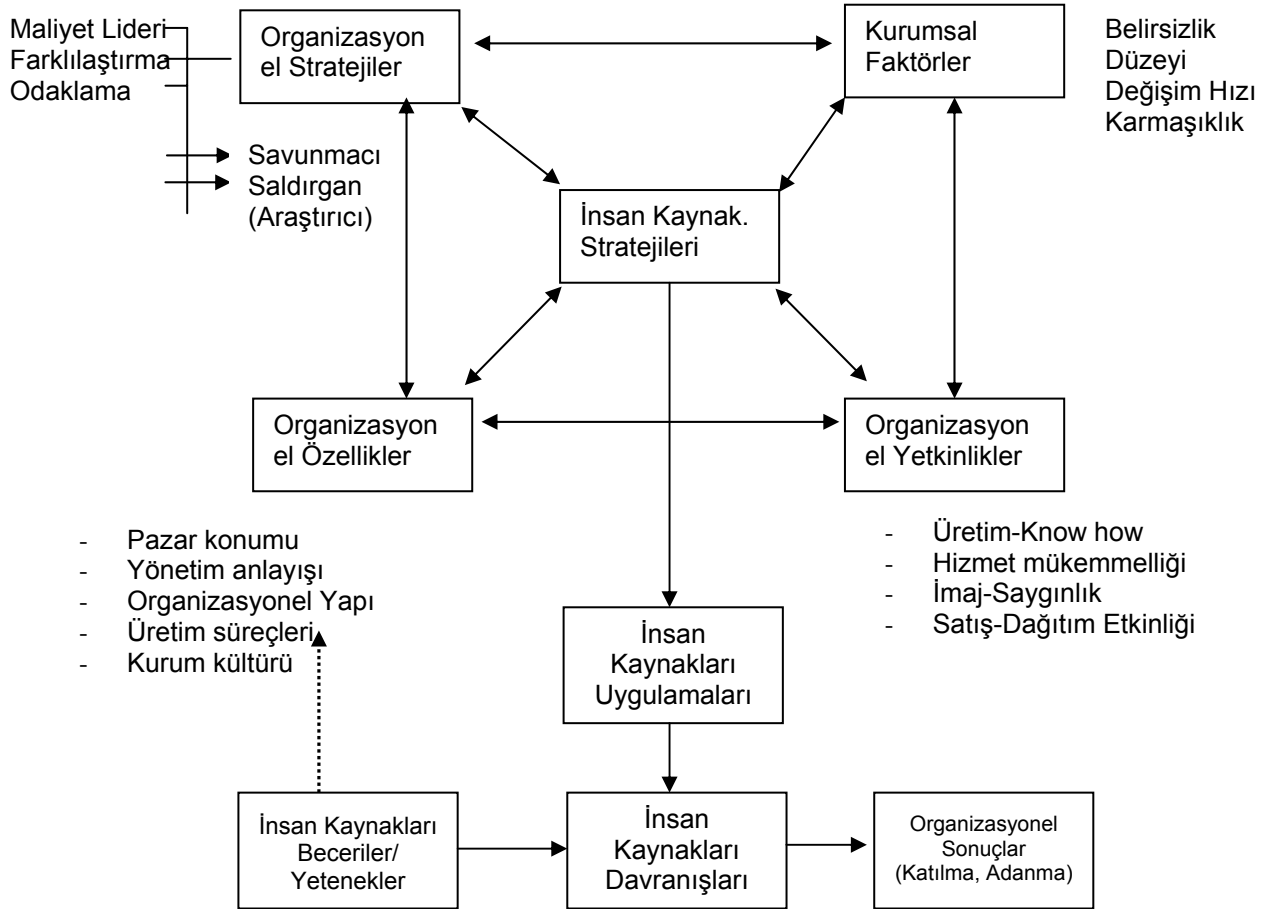 Maliyet Lideri
Farklılaştırma
Odaklama
Organizasyon
el Stratejiler
Kurumsal
Faktörler
Belirsizlik
Düzeyi
Değişim Hızı
Karmaşıklık
Savunmacı
Saldırgan
(Araştırıcı)
İnsan Kaynak.
Stratejileri
Organizasyon
el Özellikler
Organizasyon
el Yetkinlikler
- Pazar konumu
- Yönetim anlayışı
- Organizasyonel Yapı
- Üretim süreçleri
- Kurum kültürü
- Üretim-Know how
- Hizmet mükemmelliği
- İmaj-Saygınlık
- Satış-Dağıtım Etkinliği
İnsan
Kaynakları
Uygulamaları
İnsan Kaynakları
Beceriler/
Yetenekler
İnsan
Kaynakları
Davranışları
Organizasyonel
Sonuçlar
(Katılma, Adanma)